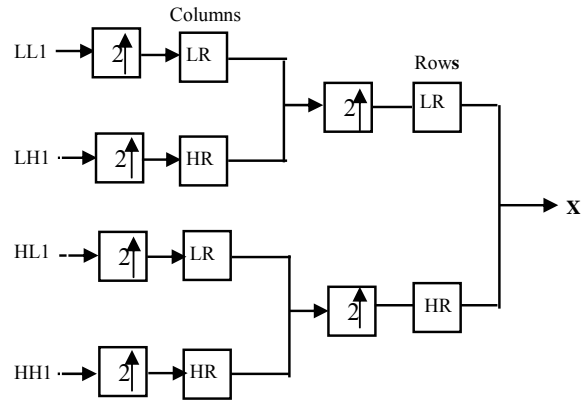 Columns
LL1 2 LR
Rows
2 LR
LH1 2 HR
X
HL1 2 LR
2 HR
HH1 2 HR